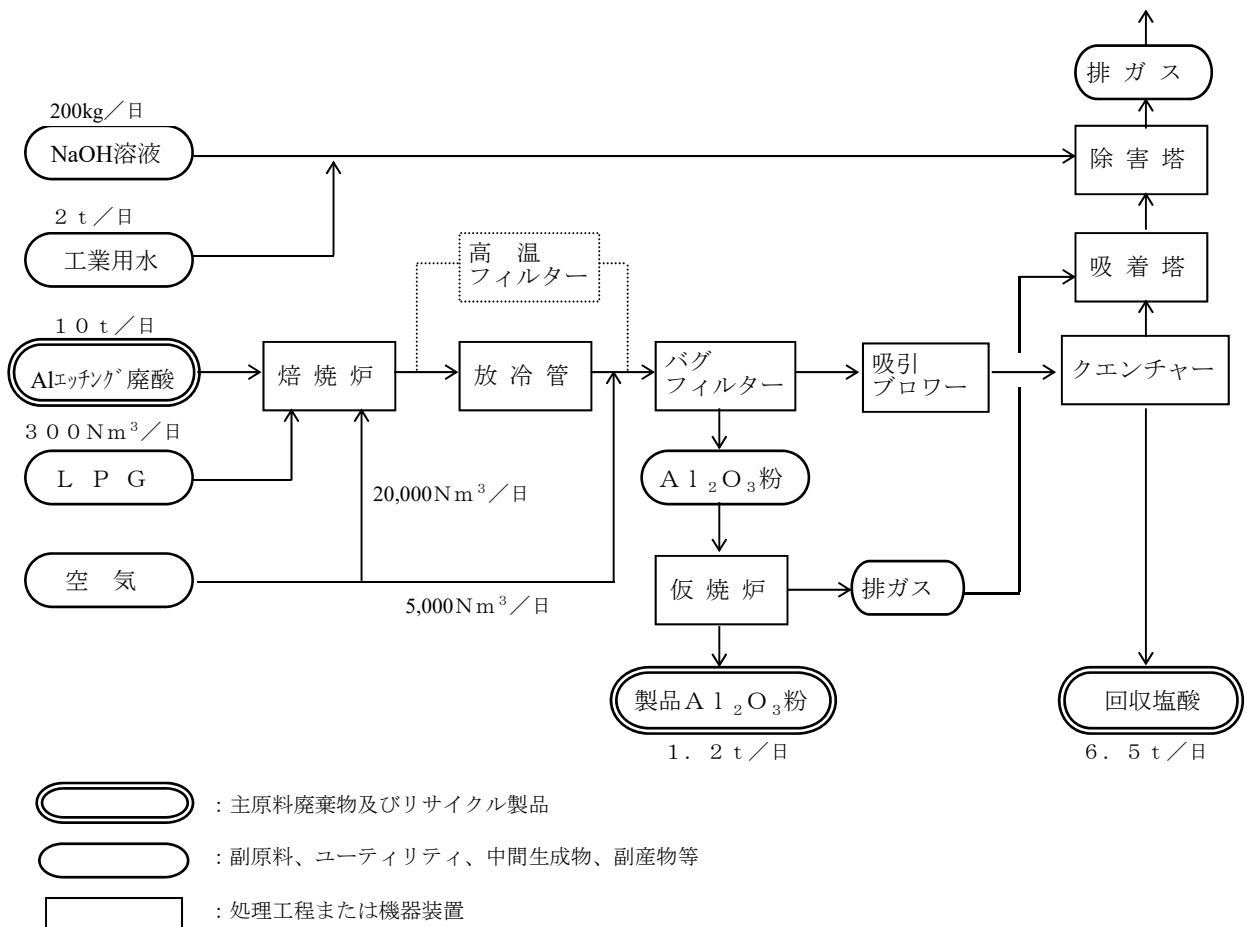 排 ガ ス
200kg／日
NaOH溶液
除 害 塔
２ｔ／日
工業用水
高 温
フィルター
吸 着 塔
１０ｔ／日
Alｴｯﾁﾝｸﾞ廃酸
焙 焼 炉
放 冷 管
バグ
フィルター
吸引
ブロワー
クエンチャー
３００Ｎｍ³／日
Ｌ Ｐ Ｇ
20,000Ｎｍ³／日
Ａｌ₂Ｏ₃粉
空 気
5,000Ｎｍ³／日
仮 焼 炉
排ガス
製品Ａｌ₂Ｏ₃粉
回収塩酸
１．２ｔ／日
６．５ｔ／日
：主原料廃棄物及びリサイクル製品
：副原料、ユーティリティ、中間生成物、副産物等
：処理工程または機器装置